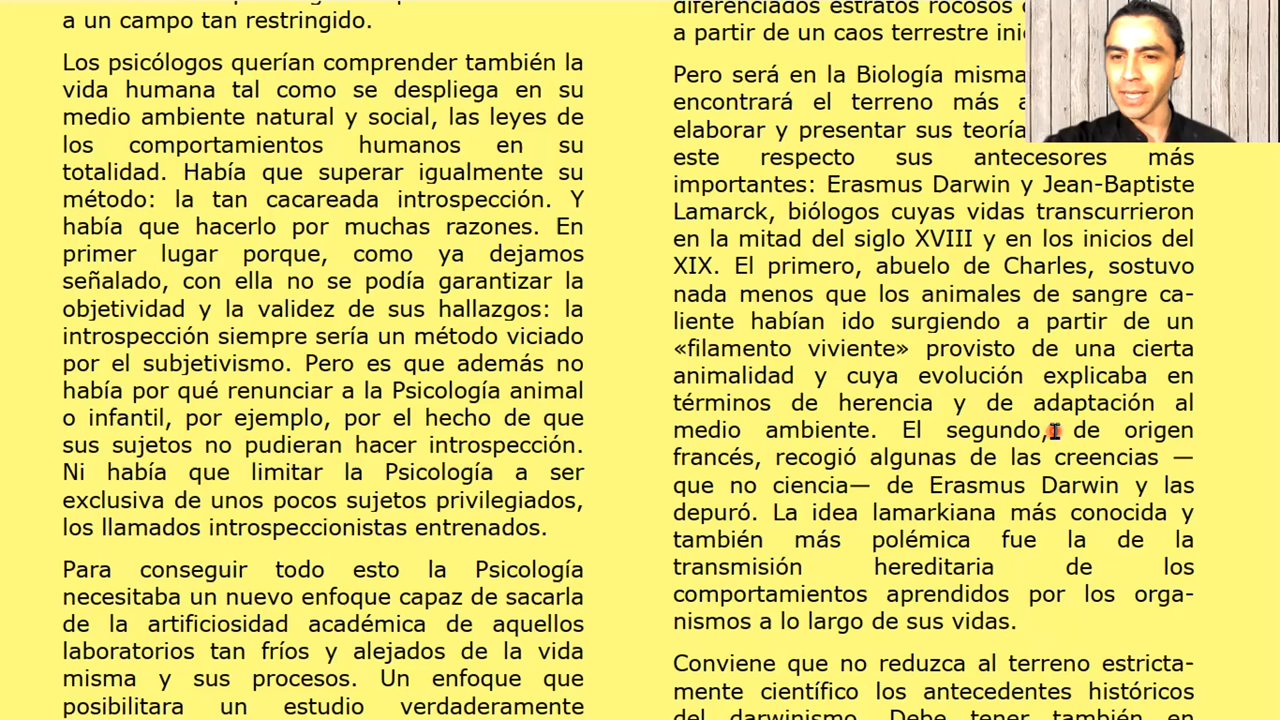 a un campo tan restringido.
Los psicólogos querían comprender también la
vida humana tal como se despliega en su
medio ambiente natural y social, las leyes de
los comportamientos humanos en su
totalidad. Había que superar igualmente su
método: la tan cacareada introspección. Y
había que hacerlo por muchas razones. En
primer lugar porque, como ya dejamos
señalado, con ella no se podía garantizar la
objetividad y la validez de sus hallazgos: la
introspección siempre sería un método viciado
por el subjetivismo. Pero es que además no
había por qué renunciar a la Psicología animal
o infantil, por ejemplo, por el hecho de que
sus sujetos no pudieran hacer introspección.
Ni había que limitar la Psicología a ser
exclusiva de unos pocos sujetos privilegiados,
los llamados introspeccionistas entrenados.
Para conseguir todo esto la Psicología
necesitaba un nuevo enfoque capaz de sacarla
de la artificiosidad académica de aquellos
laboratorios tan fríos y alejados de la vida
misma y sus procesos. Un enfoque que
posibilitara un estudio verdaderamente
diferenciados estratos rocosos
a partir de un caos terrestre
Pero será en la Biología misma
encontrará el terreno más
elaborar y presentar sus
este respecto sus antecesores más
importantes: Erasmus Darwin y Jean-Baptiste
Lamarck, biólogos cuyas vidas transcurrieron
en la mitad del siglo XVIII y en los inicios del
XIX. El primero, abuelo de Charles, sostuvo
nada menos que los animales de sangre ca-
liente habían ido surgiendo a partir de un
«filamento viviente» provisto de una cierta
animalidad y cuya evolución explicaba en
términos de herencia y de adaptación al
medio ambiente. El segundo, de origen
francés, recogió algunas de las creencias —
que no ciencia— de Erasmus Darwin y las
depuró. La idea lamarkiana más conocida y
también más polémica fue la de la
transmisión hereditaria de los
comportamientos aprendidos por los orga-
nismos a lo largo de sus vidas.
Conviene que no reduzca al terreno estricta-
mente científico los antecedentes históricos
del darwinismo. Debe tener también en